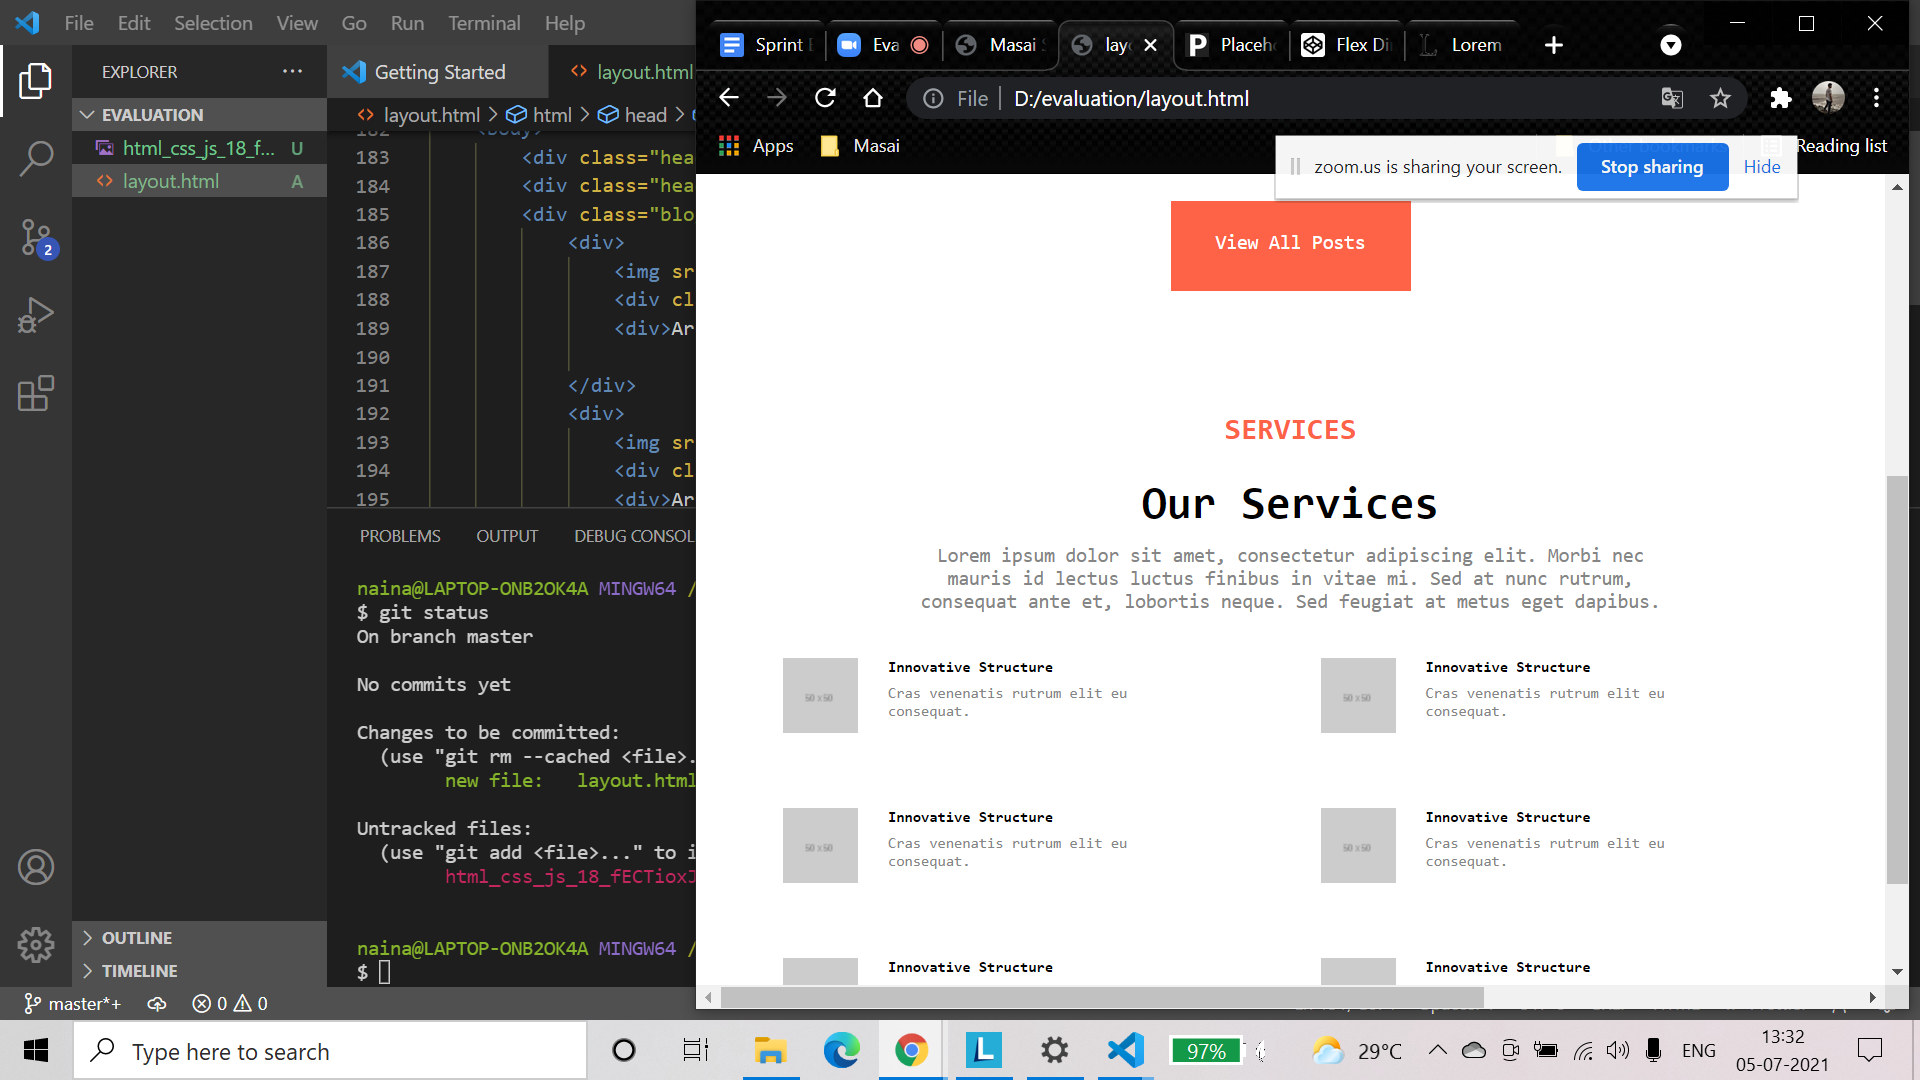 File Edit Selection View Go Run Terminal Help
EXPLORER
EVALUATION
html_css_js_18_f... U
layout.html A
2
OUTLINE
TIMELINE
Getting Started
layout.html
layout.html > html > head >
183 <div class="hea
184 <div class="hea
185 <div class="blo
186 <div>
187 <img sr
188 <div cl
189 <div>Ar
190
191 </div>
192 <div>
193 <img sr
194 <div cl
195 <div>Ar
PROBLEMS OUTPUT DEBUG CONSOL
naina@LAPTOP-ONB2OK4A MINGW64 /
$ git status
On branch master
No commits yet
Changes to be committed:
(use "git rm --cached <file>.
new file: layout.html
Untracked files:
(use "git add <file>..." to i
html_css_js_18_fECTioxJ
naina@LAPTOP-ONB2OK4A MINGW64 /
$
master*+ 0 0
Sprint
Eva
Masai
layo
Placeho
Flex Di
Lorem
File D:/evaluation/layout.html
Apps Masai
Reading list
zoom.us is sharing your screen. Stop sharing Hide
View All Posts
SERVICES
Our Services
Lorem ipsum dolor sit amet, consectetur adipiscing elit. Morbi nec
mauris id lectus luctus finibus in vitae mi. Sed at nunc rutrum,
consequat ante et, lobortis neque. Sed feugiat at metus eget dapibus.
50 x 50
Innovative Structure
Cras venenatis rutrum elit eu
consequat.
50 x 50
Innovative Structure
Cras venenatis rutrum elit eu
consequat.
50 x 50
Innovative Structure
Cras venenatis rutrum elit eu
consequat.
50 x 50
Innovative Structure
Cras venenatis rutrum elit eu
consequat.
Innovative Structure
Innovative Structure
Type here to search
97%
29°C
ENG
13:32
05-07-2021